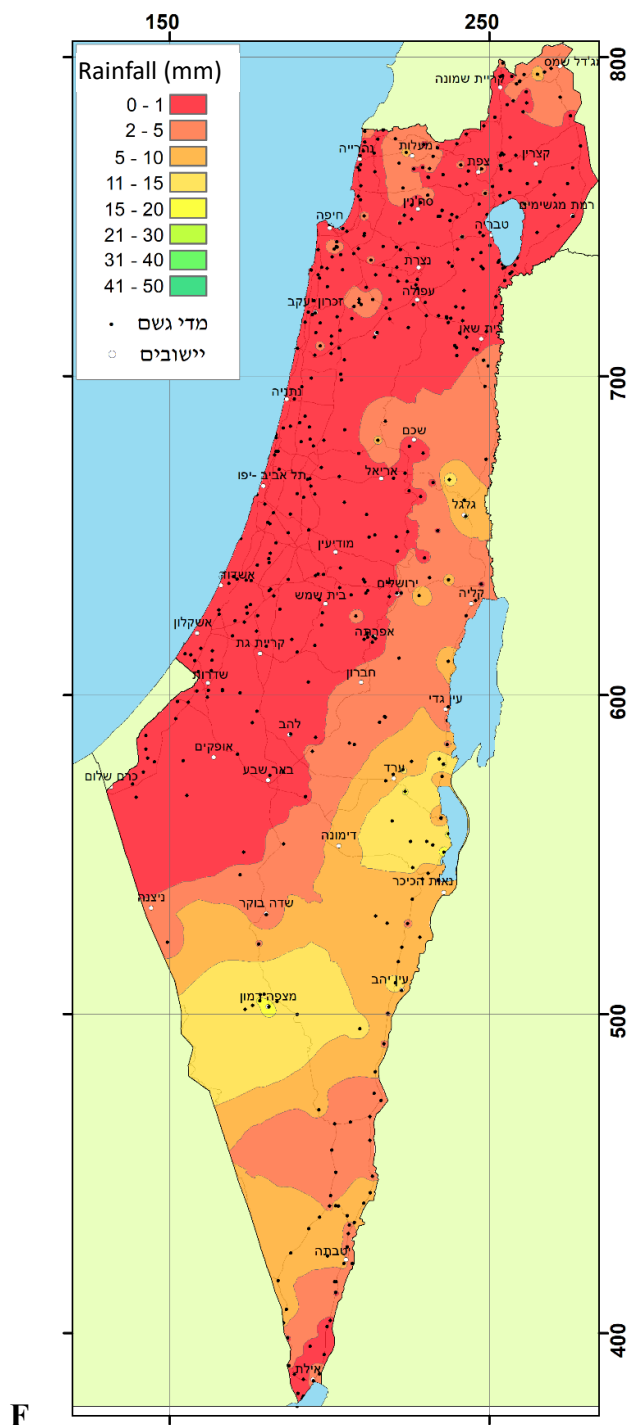 150 250
800
Rainfall (mm)
0 - 1
2 - 5
5 - 10
11 - 15
15 - 20
21 - 30
31 - 40
41 - 50
מדי גשם
יישובים
מג'דל שמס
קריית שמונה
מעלות
נהרייה
צפת
קצרין
סח'נין
רמת מגשימים
חיפה
טבריה
נצרת
עפולה
זכרון יעקב
בית שאן
700
נתניה
שכם
תל אביב -יפו
אריאל
גלגל
מודיעין
אשדוד
ירושלים
קליה
בית שמש
אשקלון
אפרתה
קריית גת
600
שדרות
חברון
עין גדי
להב
אופקים
ערד
באר שבע
כרם שלום
דימונה
נאות הכיכר
ניצנה
שדה בוקר
עין יהב
מצפה רמון
500
יטבתה
400
אילת
F